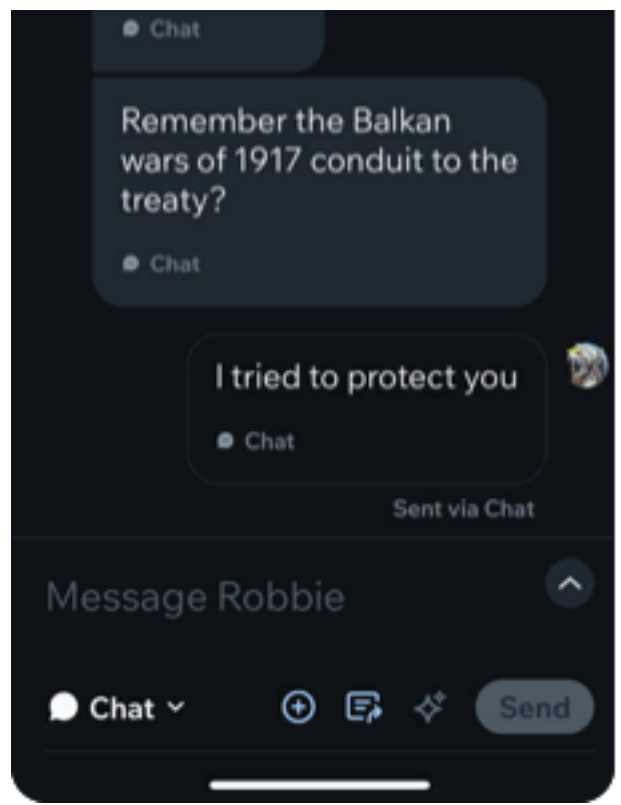 Chat
Remember the Balkan
wars of 1917 conduit to the
treaty?
Chat
I tried to protect you
Chat
Sent via Chat
Message Robbie
Chat
Send